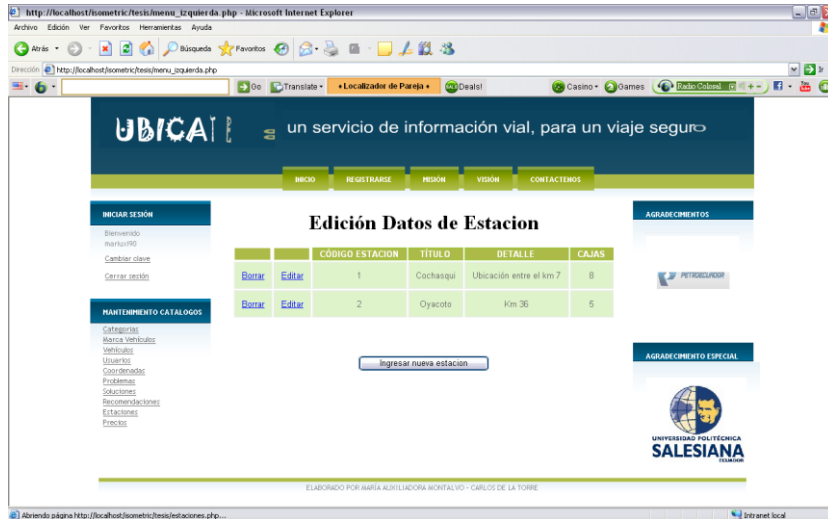 http://localhost/isometric/tesis/menu_izquierda.php - Microsoft Internet Explorer
Archivo Edición Ver Favoritos Herramientas Ayuda
Atrás Búsqueda Favoritos
Dirección http://localhost/isometric/tesis/menu_izquierda.php Ir
Go Translate Localizador de Pareja Deals! Casino Games Radio Colosal
UBICATE un servicio de información vial, para un viaje seguro
INICIO REGISTRARSE MISIÓN VISIÓN CONTACTENOS
INICIAR SESIÓN
Bienvenido
mariuxi90
Cambiar clave
Cerrar sesión
MANTENIMIENTO CATALOGOS
Categorias
Marca Vehículos
Vehículos
Usuarios
Coordenadas
Problemas
Soluciones
Recomendaciones
Estaciones
Precios
Edición Datos de Estacion
CÓDIGO ESTACION TÍTULO DETALLE CAJAS
Borrar Editar 1 Cochasqui Ubicación entre el km 7 8
Borrar Editar 2 Oyacoto Km 36 5
Ingresar nueva estacion
AGRADECIMIENTOS
PETROECUADOR
AGRADECIMIENTO ESPECIAL
UNIVERSIDAD POLITÉCNICA
SALESIANA
ECUADOR
ELABORADO POR MARÍA AUXILIADORA MONTALVO - CARLOS DE LA TORRE
Abriendo página http://localhost/isometric/tesis/estaciones.php... Intranet local